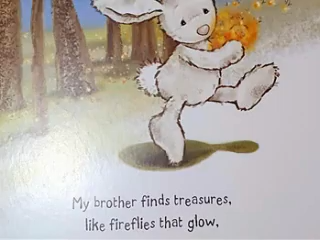 My brother finds treasures,
like fireflies that glow,